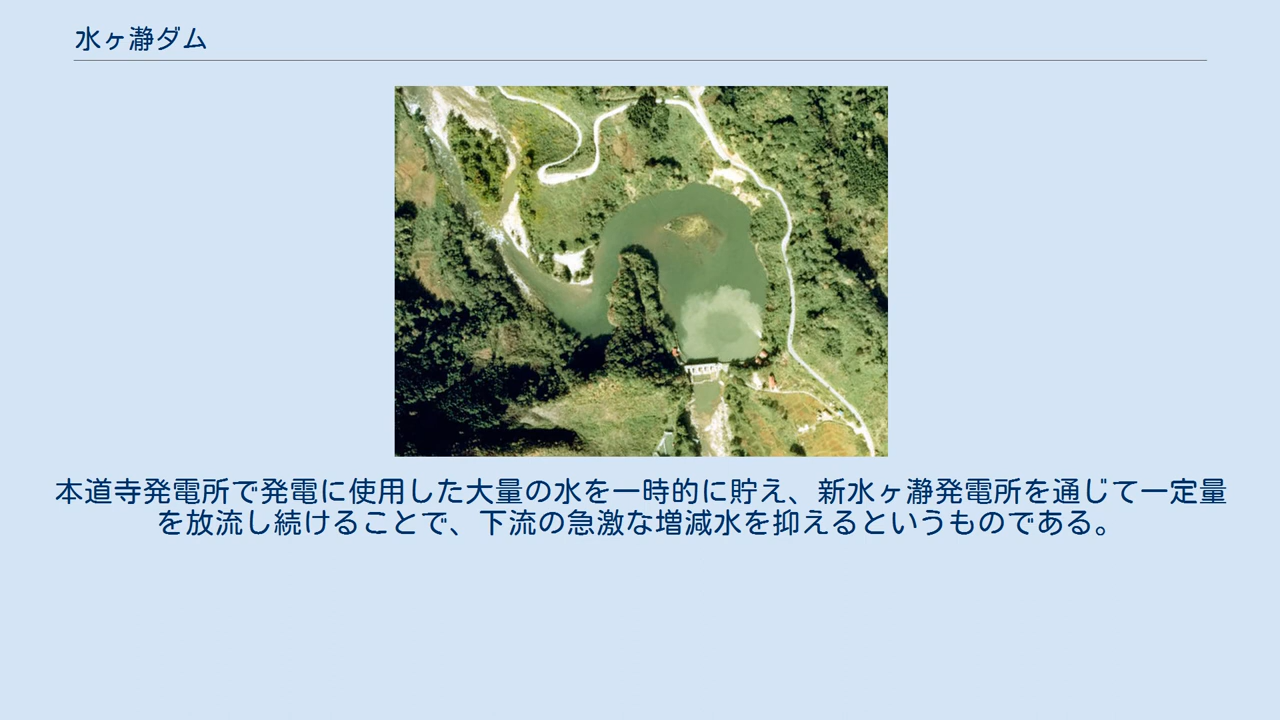 水ヶ瀞ダム
本道寺発電所で発電に使用した大量の水を一時的に貯え、新水ヶ瀞発電所を通じて一定量
を放流し続けることで、下流の急激な増減水を抑えるというものである。